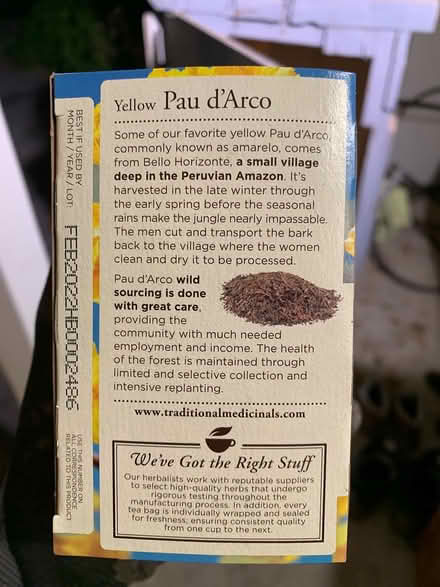 Yellow Pau d'Arco
Some of our favorite yellow Pau d'Arco,
commonly known as amarelo, comes
from Bello Horizonte, a small village
deep in the Peruvian Amazon. It's
harvested in the late winter through
the early spring before the seasonal
rains make the jungle nearly impassable.
The men cut and transport the bark
back to the village where the women
clean and dry it to be processed.
Pau d'Arco wild
sourcing is done
with great care,
providing the
community with much needed
employment and income. The health
of the forest is maintained through
limited and selective collection and
intensive replanting.
www.traditionalmedicinals.com
We've Got the Right Stuff
Our herbalists work with reputable suppliers
to select high-quality herbs that undergo
rigorous testing throughout the
manufacturing process. In addition, every
tea bag is individually wrapped and sealed
for freshness, ensuring consistent quality
from one cup to the next.
BEST IF USED BY
MONTH / YEAR / LOT:
FEB2022HB0002486
USE THIS NUMBER ON
ALL CORRESPONDENCE
RELATED TO THIS PRODUCT